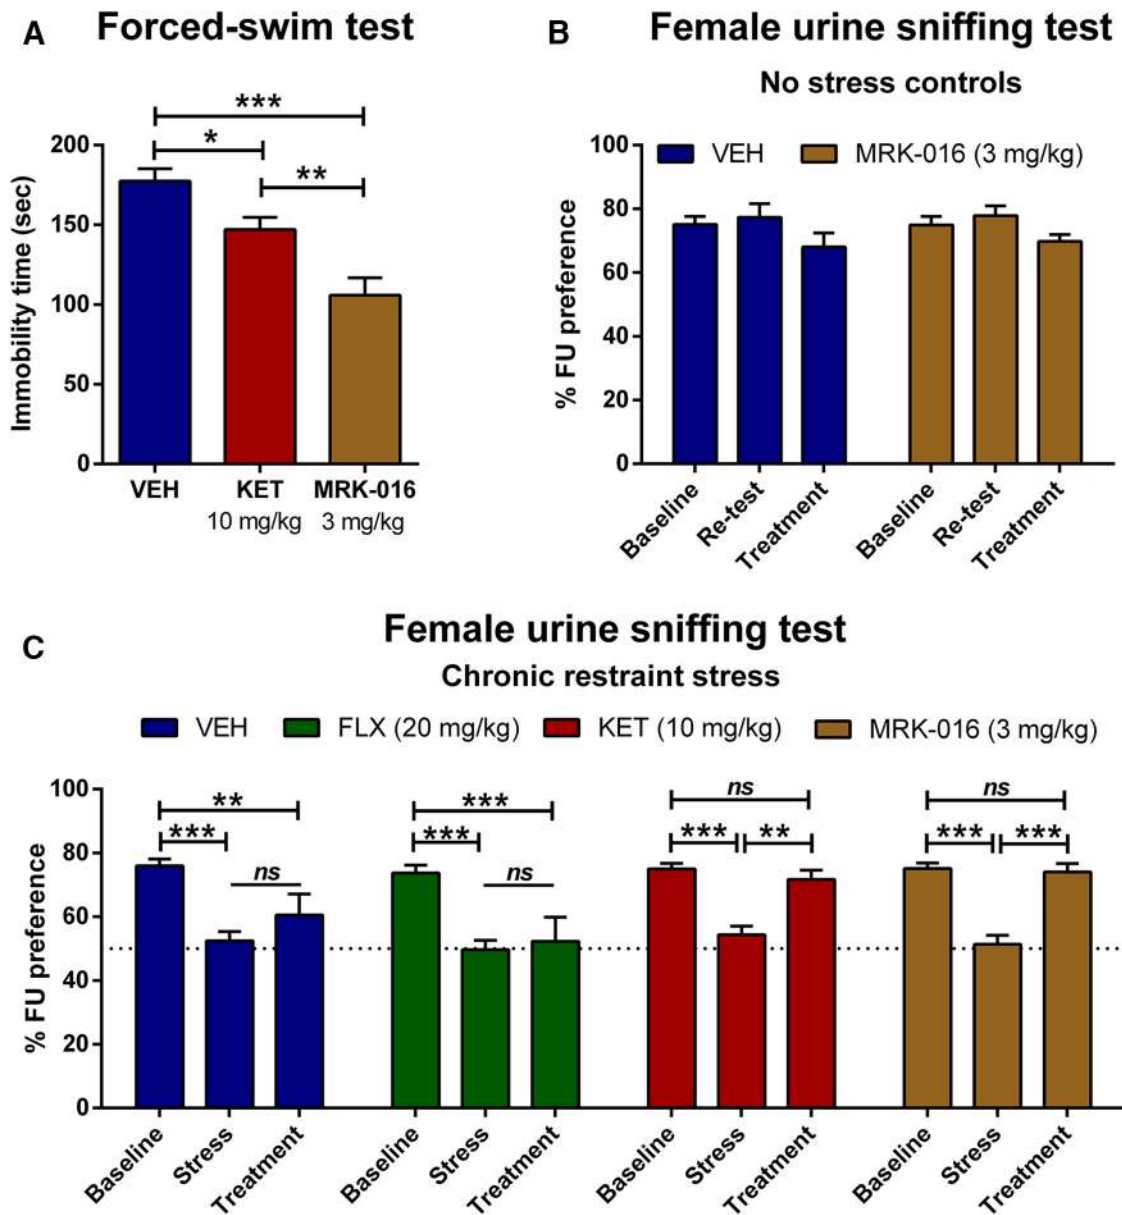 A Forced-swim test
***
*
**
Immobility time (sec)
200
150
100
50
0
VEH KET MRK-016
10 mg/kg 3 mg/kg
B Female urine sniffing test
No stress controls
VEH MRK-016 (3 mg/kg)
% FU preference
100
80
60
40
20
0
Baseline Re-test Treatment Baseline Re-test Treatment
C Female urine sniffing test
Chronic restraint stress
VEH FLX (20 mg/kg) KET (10 mg/kg) MRK-016 (3 mg/kg)
% FU preference
100
80
60
40
20
0
** *** ns ns
*** *** *** ** *** ***
ns ns
Baseline Stress Treatment Baseline Stress Treatment Baseline Stress Treatment Baseline Stress Treatment